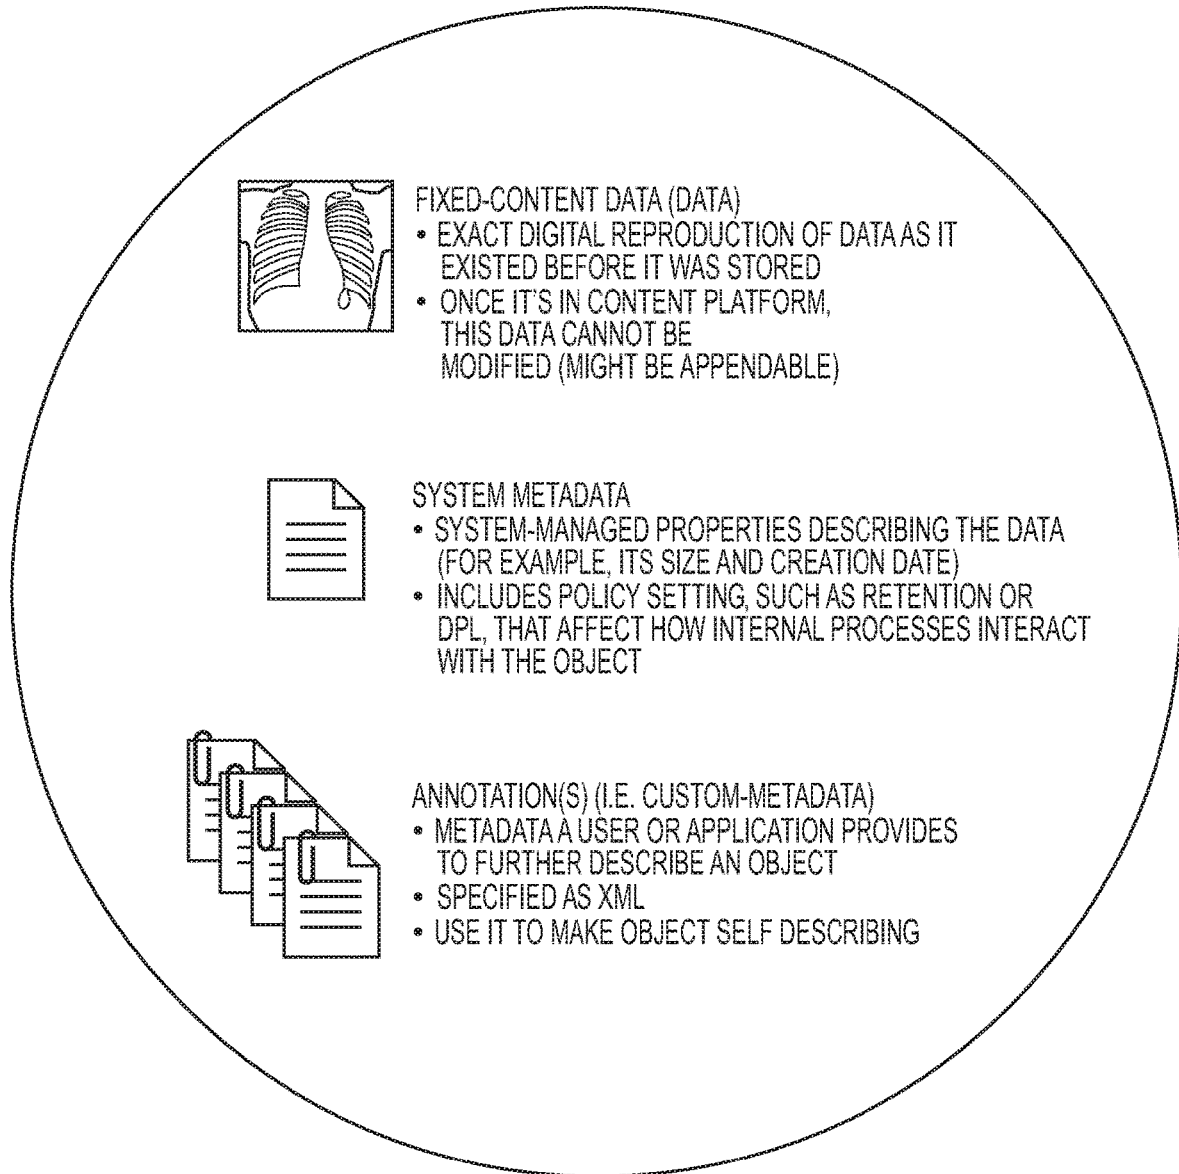 FIXED-CONTENT DATA (DATA)
• EXACT DIGITAL REPRODUCTION OF DATA AS IT
EXISTED BEFORE IT WAS STORED
• ONCE IT'S IN CONTENT PLATFORM,
THIS DATA CANNOT BE
MODIFIED (MIGHT BE APPENDABLE)
SYSTEM METADATA
• SYSTEM-MANAGED PROPERTIES DESCRIBING THE DATA
(FOR EXAMPLE, ITS SIZE AND CREATION DATE)
• INCLUDES POLICY SETTING, SUCH AS RETENTION OR
DPL, THAT AFFECT HOW INTERNAL PROCESSES INTERACT
WITH THE OBJECT
ANNOTATION(S) (I.E. CUSTOM-METADATA)
• METADATA A USER OR APPLICATION PROVIDES
TO FURTHER DESCRIBE AN OBJECT
• SPECIFIED AS XML
• USE IT TO MAKE OBJECT SELF DESCRIBING